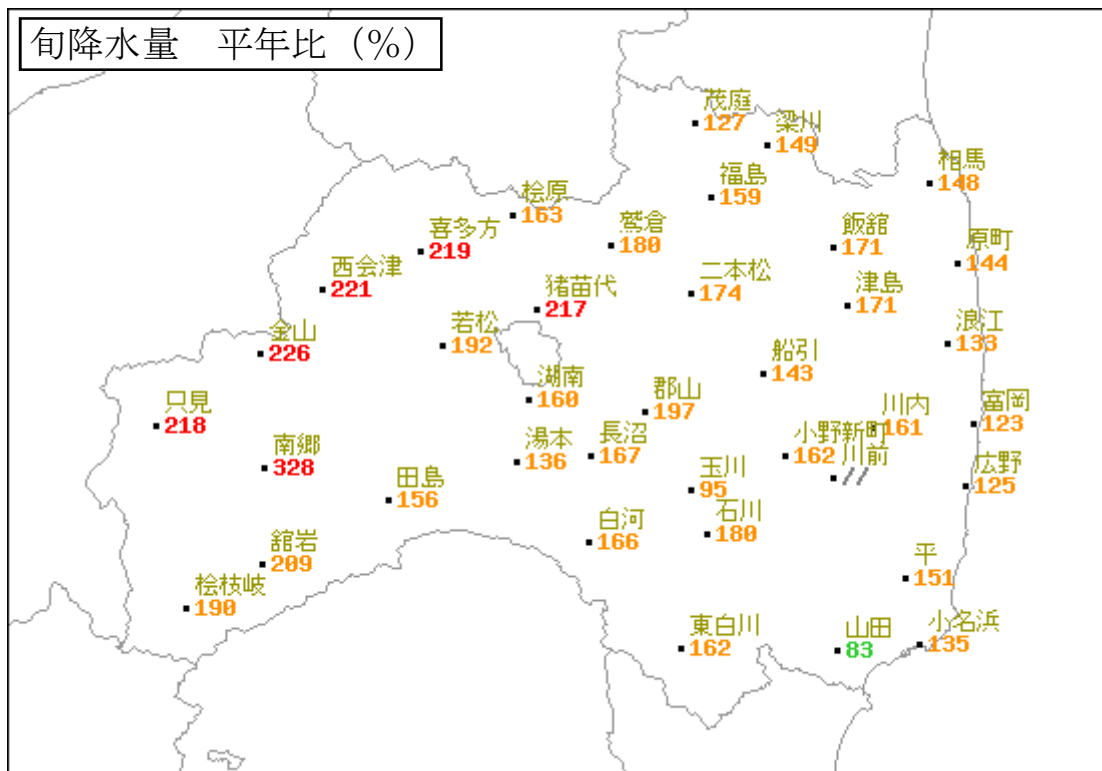 旬降水量 平年比（%）
茂庭
127
梁川
149
相馬
148
福島
159
桧原
163
鷲倉
180
喜多方
219
飯舘
171
原町
144
西会津
221
猪苗代
217
二本松
174
津島
171
金山
226
若松
192
浪江
133
船引
143
湖南
160
郡山
197
只見
218
川内
161
富岡
123
南郷
328
湯本
136
長沼
167
小野新町
162
川前
//
田島
156
玉川
95
広野
125
白河
166
石川
180
舘岩
209
桧枝岐
190
平
151
東白川
162
山田
83
小名浜
135